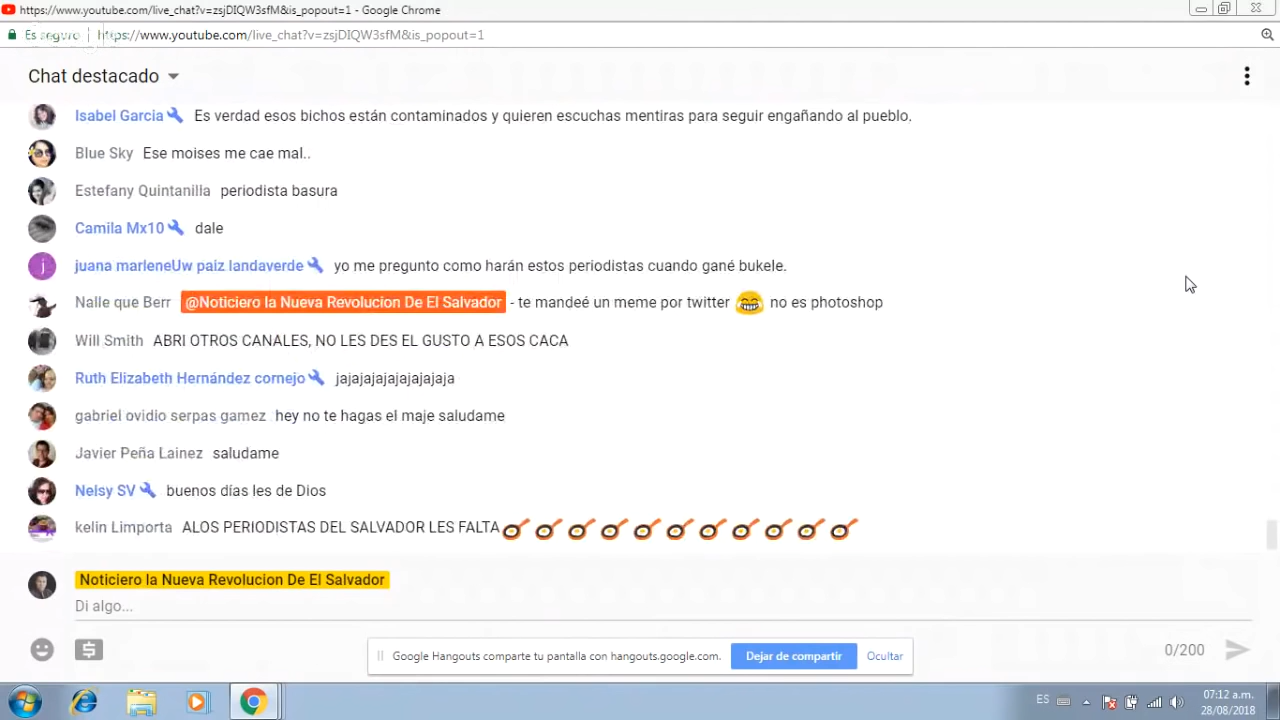 https://www.youtube.com/live_chat?v=zsjDIQW3sfM&is_popout=1 - Google Chrome
Es seguro | https://www.youtube.com/live_chat?v=zsjDIQW3sfM&is_popout=1
Chat destacado
Isabel Garcia Es verdad esos bichos están contaminados y quieren escuchas mentiras para seguir engañando al pueblo.
Blue Sky Ese moises me cae mal..
Estefany Quintanilla periodista basura
Camila Mx10 dale
j juana marleneUw paiz landaverde yo me pregunto como harán estos periodistas cuando gané bukele.
Nalle que Berr @Noticiero la Nueva Revolucion De El Salvador - te mandeé un meme por twitter 😂 no es photoshop
Will Smith ABRI OTROS CANALES, NO LES DES EL GUSTO A ESOS CACA
Ruth Elizabeth Hernández cornejo jajajajajajajajaja
gabriel ovidio serpas gamez hey no te hagas el maje saludame
Javier Peña Lainez saludame
Nelsy SV buenos días les de Dios
kelin Limporta ALOS PERIODISTAS DEL SALVADOR LES FALTA🍳🍳🍳🍳🍳🍳🍳🍳🍳🍳🍳
Noticiero la Nueva Revolucion De El Salvador
Di algo...
Google Hangouts comparte tu pantalla con hangouts.google.com. Dejar de compartir Ocultar
0/200
ES
07:12 a.m.
28/08/2018